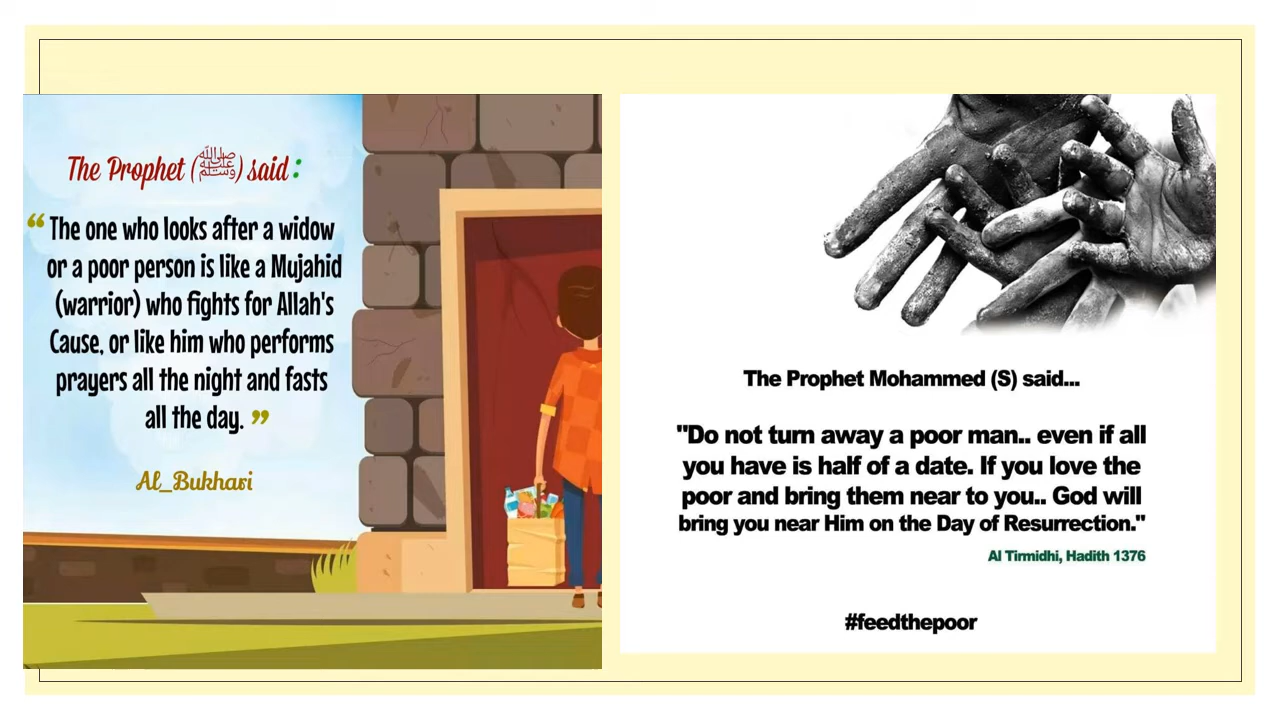 The Prophet (ﷺ) said:
“ The one who looks after a widow
or a poor person is like a Mujahid
(warrior) who fights for Allah's
Cause, or like him who performs
prayers all the night and fasts
all the day. ”
Al_Bukhari
The Prophet Mohammed (S) said...
"Do not turn away a poor man.. even if all
you have is half of a date. If you love the
poor and bring them near to you.. God will
bring you near Him on the Day of Resurrection."
Al Tirmidhi, Hadith 1376
#feedthepoor